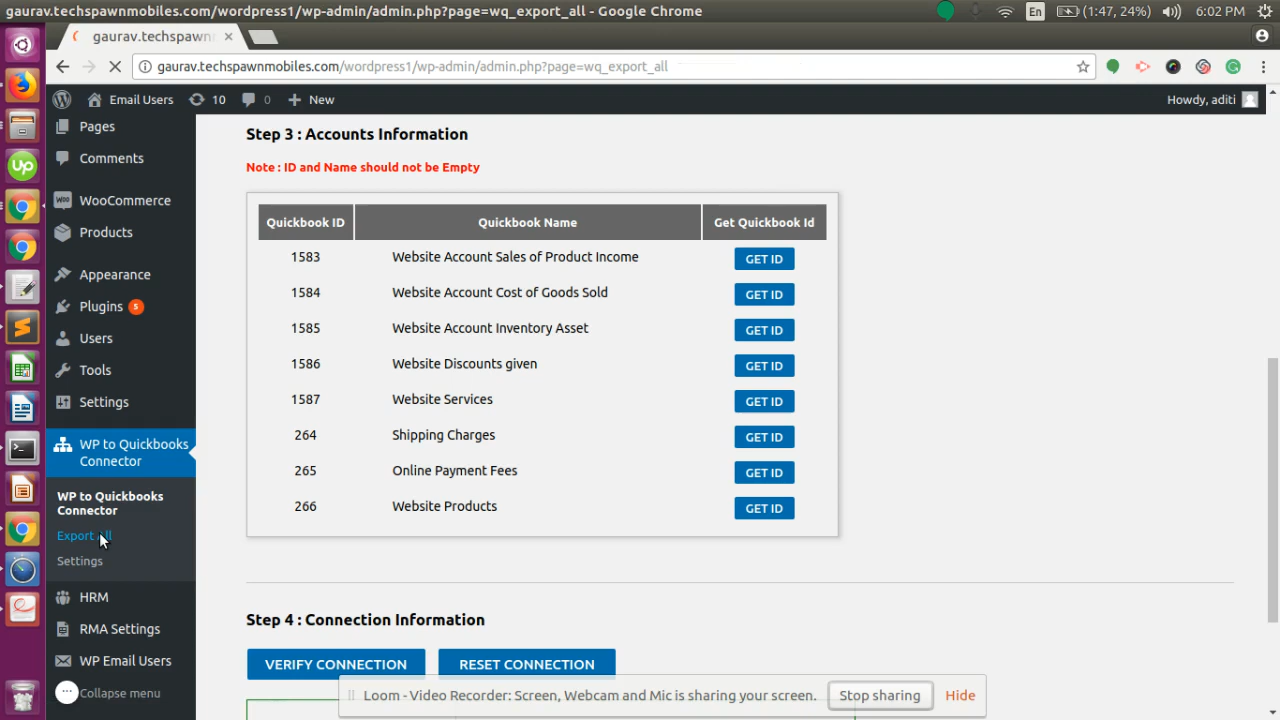 gaurav.techspawnmobiles.com/wordpress1/wp-admin/admin.php?page=wq_export_all - Google Chrome
En
(1:47, 24%)
6:02 PM
gaurav.techspawnm
gaurav.techspawnmobiles.com/wordpress1/wp-admin/admin.php?page=wq_export_all
Email Users
10
0
New
Howdy, aditi
Pages
Comments
WooCommerce
Products
Appearance
Plugins 5
Users
Tools
Settings
WP to Quickbooks
Connector
WP to Quickbooks
Connector
Export All
Settings
HRM
RMA Settings
WP Email Users
Collapse menu
Step 3 : Accounts Information
Note : ID and Name should not be Empty
Quickbook ID Quickbook Name Get Quickbook Id
1583 Website Account Sales of Product Income GET ID
1584 Website Account Cost of Goods Sold GET ID
1585 Website Account Inventory Asset GET ID
1586 Website Discounts given GET ID
1587 Website Services GET ID
264 Shipping Charges GET ID
265 Online Payment Fees GET ID
266 Website Products GET ID
Step 4 : Connection Information
VERIFY CONNECTION RESET CONNECTION
Loom - Video Recorder: Screen, Webcam and Mic is sharing your screen. Stop sharing Hide